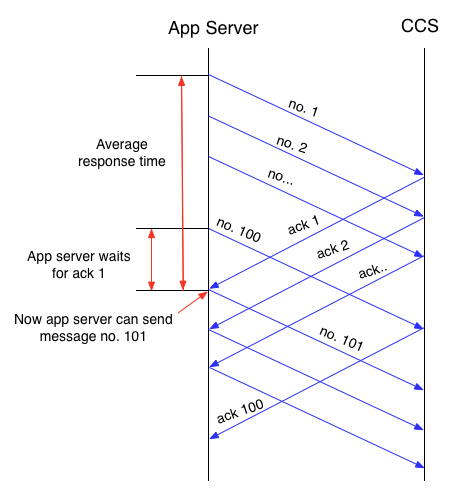 App Server
CCS
no. 1
no. 2
no...
Average
response time
no. 100
ack 1
ack 2
ack..
App server waits
for ack 1
Now app server can send
message no. 101
no. 101
ack 100